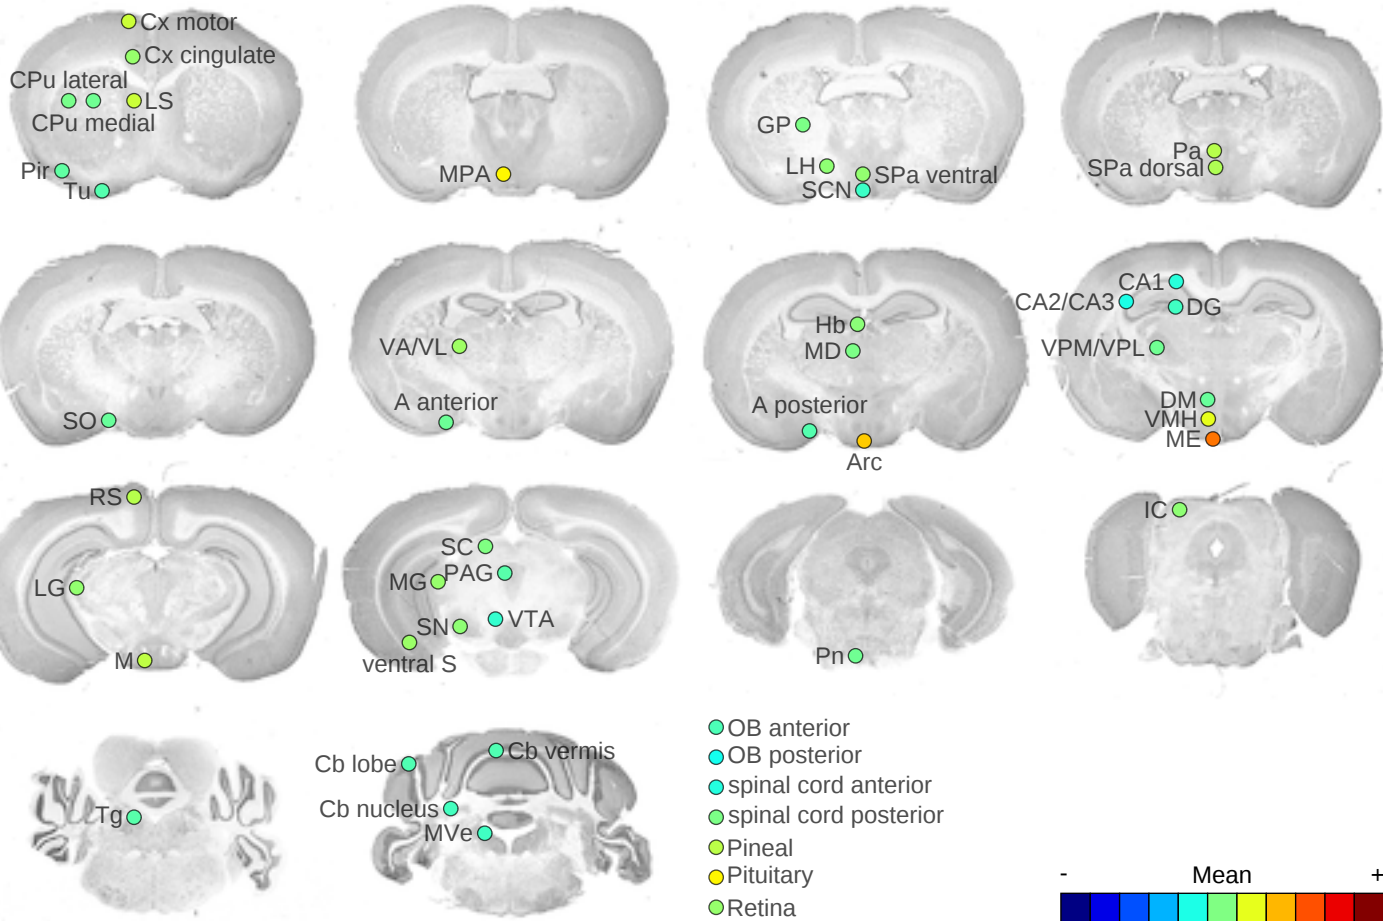 Cx motor
Cx cingulate
CPu lateral
LS
CPu medial
Pir
Tu
MPA
GP
LH
SPa ventral
SCN
Pa
SPa dorsal
SO
VA/VL
A anterior
Hb
MD
A posterior
Arc
CA1
CA2/CA3
DG
VPM/VPL
DM
VMH
ME
RS
LG
M
SC
PAG
MG
VTA
SN
ventral S
Pn
IC
Tg
Cb vermis
Cb lobe
Cb nucleus
MVe
OB anterior
OB posterior
spinal cord anterior
spinal cord posterior
Pineal
Pituitary
Retina
- Mean +